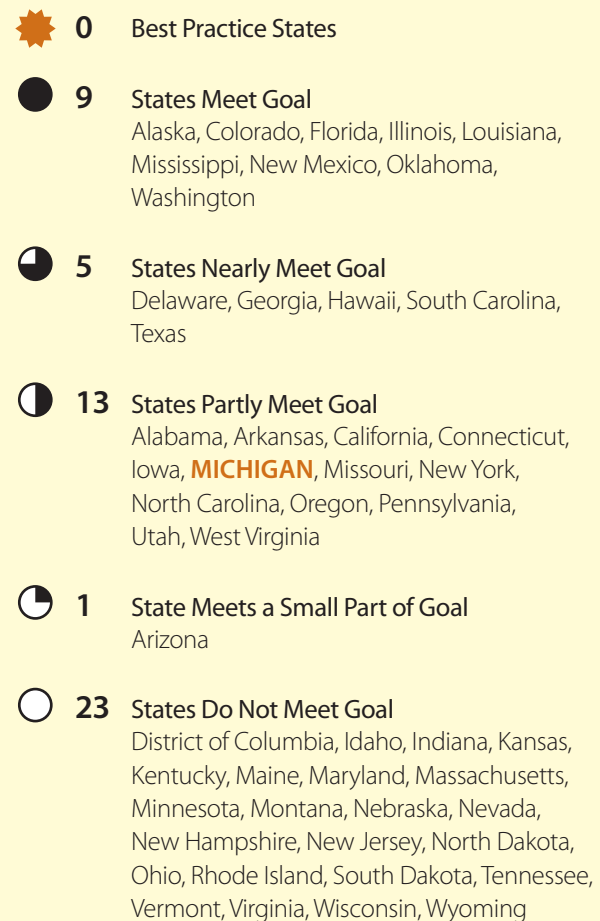 0 Best Practice States
9 States Meet Goal
Alaska, Colorado, Florida, Illinois, Louisiana,
Mississippi, New Mexico, Oklahoma,
Washington
5 States Nearly Meet Goal
Delaware, Georgia, Hawaii, South Carolina,
Texas
13 States Partly Meet Goal
Alabama, Arkansas, California, Connecticut,
Iowa, MICHIGAN, Missouri, New York,
North Carolina, Oregon, Pennsylvania,
Utah, West Virginia
1 State Meets a Small Part of Goal
Arizona
23 States Do Not Meet Goal
District of Columbia, Idaho, Indiana, Kansas,
Kentucky, Maine, Maryland, Massachusetts,
Minnesota, Montana, Nebraska, Nevada,
New Hampshire, New Jersey, North Dakota,
Ohio, Rhode Island, South Dakota, Tennessee,
Vermont, Virginia, Wisconsin, Wyoming